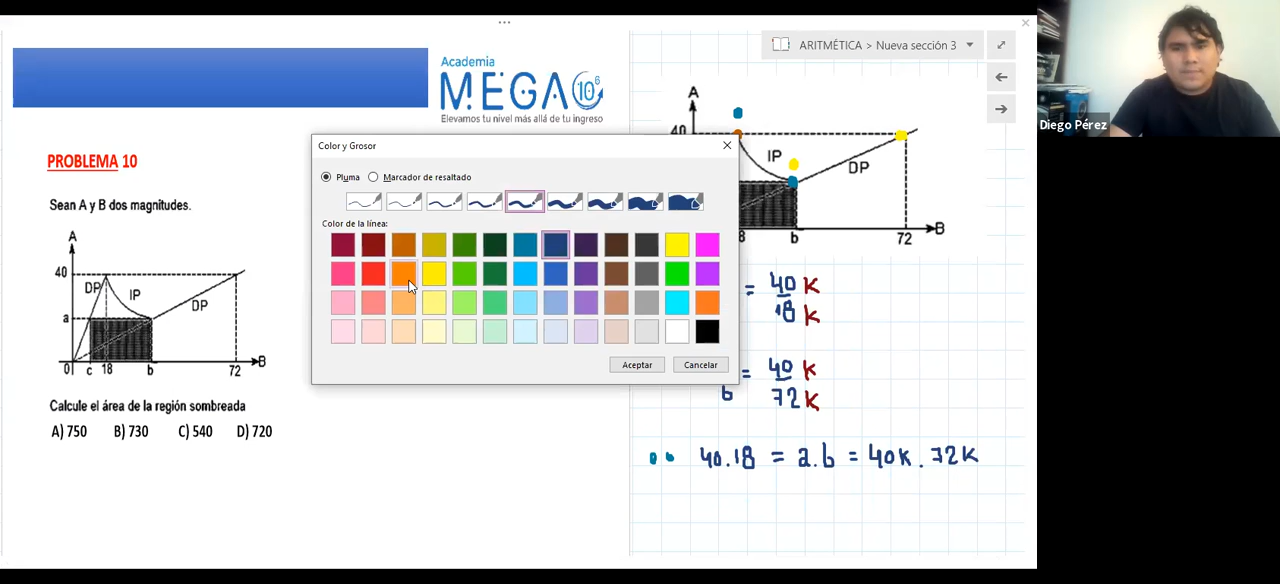 Academia
MEGA 10⁶
Elevamos tu nivel más allá de tu ingreso
PROBLEMA 10
Sean A y B dos magnitudes.
A
40
DP
IP
DP
a
0
c
18
b
72
B
Calcule el área de la región sombreada
A) 750 B) 730 C) 540 D) 720
Color y Grosor
Pluma
Marcador de resaltado
Color de la línea:
Aceptar
Cancelar
ARITMÉTICA > Nueva sección 3
A
40
IP
DP
8
b
72
B
= 40 K
18 K
= 40 K
b 72 K
40.18 = a.b = 40K . 72K
Diego Pérez